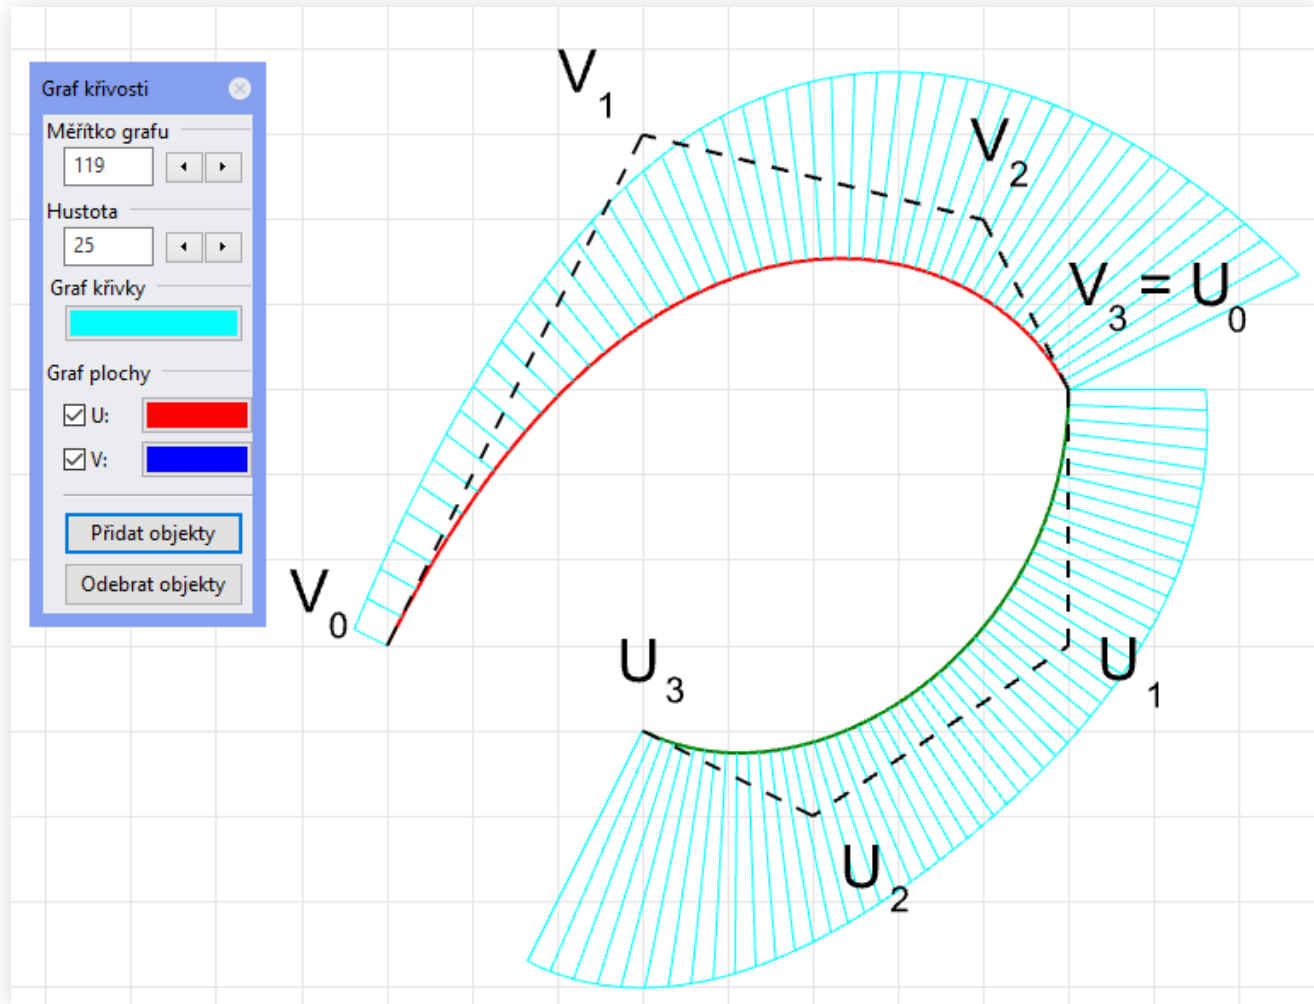 Graf křivosti
Měřítko grafu
119
Hustota
25
Graf křivky
Graf plochy
U:
V:
Přidat objekty
Odebrat objekty
V1
V2
V3 = U0
V0
U3
U1
U2